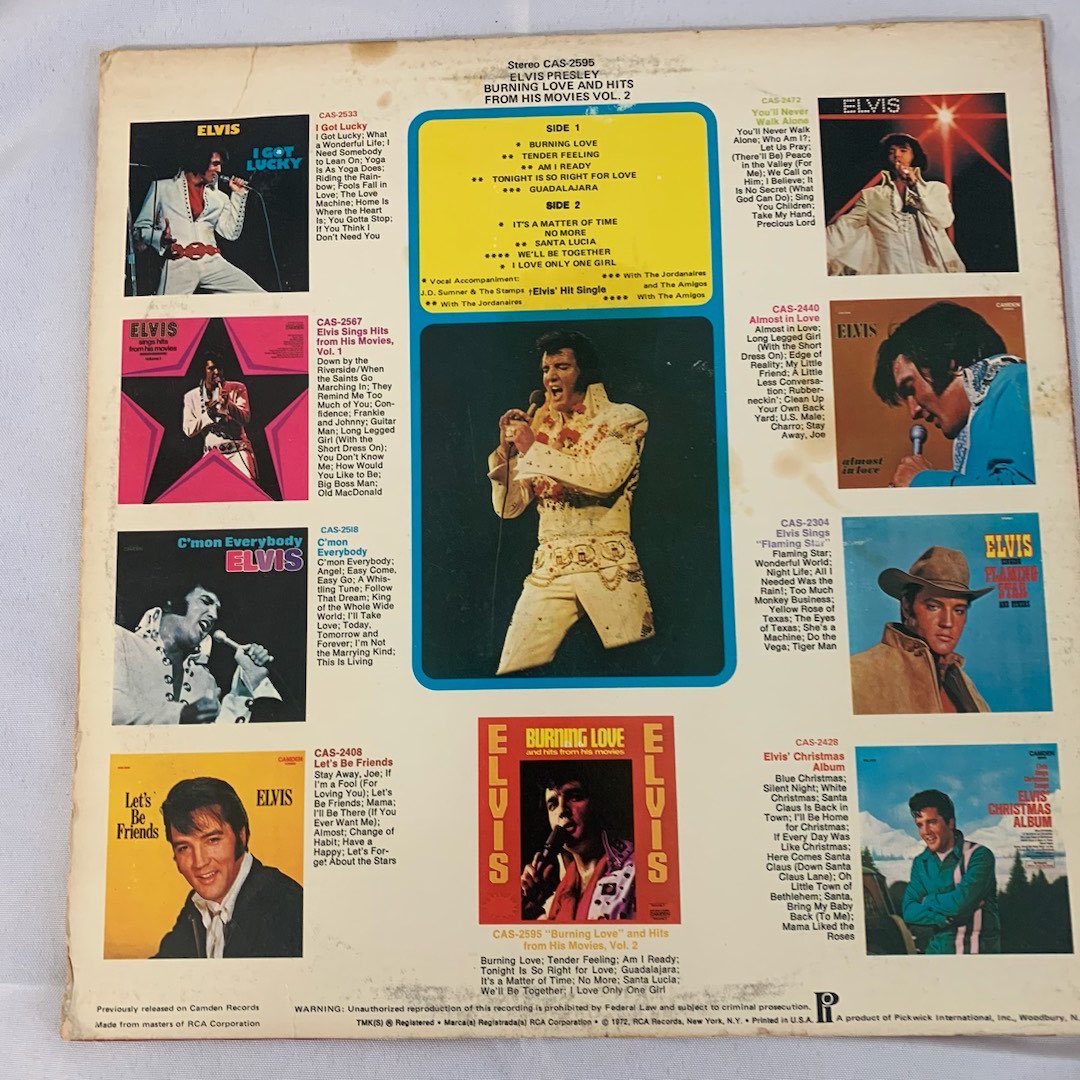 Stereo CAS-2595
ELVIS PRESLEY
BURNING LOVE AND HITS
FROM HIS MOVIES VOL. 2
SIDE 1
* BURNING LOVE
** TENDER FEELING
** AM I READY
** TONIGHT IS SO RIGHT FOR LOVE
*** GUADALAJARA
SIDE 2
* IT'S A MATTER OF TIME
NO MORE
** SANTA LUCIA
**** WE'LL BE TOGETHER
* I LOVE ONLY ONE GIRL
* Vocal Accompaniment:
J.D. Sumner & The Stamps
** With The Jordanaires
†Elvis' Hit Single
*** With The Jordanaires
and The Amigos
**** With The Amigos
ELVIS
I GOT
LUCKY
CAS-2533
I Got Lucky
I Got Lucky; What
a Wonderful Life; I
Need Somebody
to Lean On; Yoga
Is As Yoga Does;
Riding the Rain-
bow; Fools Fall in
Love; The Love
Machine; Home Is
Where the Heart
Is; You Gotta Stop;
If You Think I
Don't Need You
ELVIS
sings hits
from his movies
volume 1
CAS-2567
Elvis Sings Hits
from His Movies,
Vol. 1
Down by the
Riverside/When
the Saints Go
Marching In; They
Remind Me Too
Much of You; Con-
fidence; Frankie
and Johnny; Guitar
Man; Long Legged
Girl (With the
Short Dress On);
You Don't Know
Me; How Would
You Like to Be;
Big Boss Man;
Old MacDonald
C'mon Everybody
ELVIS
CAS-2518
C'mon
Everybody
C'mon Everybody;
Angel; Easy Come,
Easy Go; A Whis-
tling Tune; Follow
That Dream; King
of the Whole Wide
World; I'll Take
Love; Today,
Tomorrow and
Forever; I'm Not
the Marrying Kind;
This Is Living
CAMDEN
Let's
Be
Friends
ELVIS
CAS-2408
Let's Be Friends
Stay Away, Joe; If
I'm a Fool (For
Loving You); Let's
Be Friends; Mama;
I'll Be There (If You
Ever Want Me);
Almost; Change of
Habit; Have a
Happy; Let's For-
get About the Stars
ELVIS
BURNING LOVE
and hits from his movies
ELVIS
CAS-2595 "Burning Love" and Hits
from His Movies, Vol. 2
Burning Love; Tender Feeling; Am I Ready;
Tonight Is So Right for Love; Guadalajara;
It's a Matter of Time; No More; Santa Lucia;
We'll Be Together; I Love Only One Girl
CAS-2472
You'll Never
Walk Alone
You'll Never Walk
Alone; Who Am I?;
Let Us Pray;
(There'll Be) Peace
in the Valley (For
Me); We Call on
Him; I Believe; It
Is No Secret (What
God Can Do); Sing
You Children;
Take My Hand,
Precious Lord
ELVIS
CAS-2440
Almost in Love
Almost in Love;
Long Legged Girl
(With the Short
Dress On); Edge of
Reality; My Little
Friend; A Little
Less Conversa-
tion; Rubber-
neckin'; Clean Up
Your Own Back
Yard; U.S. Male;
Charro; Stay
Away, Joe
CAMDEN
ELVIS
almost
in love
CAS-2304
Elvis Sings
"Flaming Star"
Flaming Star;
Wonderful World;
Night Life; All I
Needed Was the
Rain!; Too Much
Monkey Business;
Yellow Rose of
Texas; The Eyes
of Texas; She's a
Machine; Do the
Vega; Tiger Man
ELVIS
SINGS
FLAMING
STAR
AND OTHERS
CAS-2428
Elvis' Christmas
Album
Blue Christmas;
Silent Night; White
Christmas; Santa
Claus Is Back in
Town; I'll Be Home
for Christmas;
If Every Day Was
Like Christmas;
Here Comes Santa
Claus (Down Santa
Claus Lane); Oh
Little Town of
Bethlehem; Santa,
Bring My Baby
Back (To Me);
Mama Liked the
Roses
CAMDEN
ELVIS'
CHRISTMAS
ALBUM
Previously released on Camden Records
Made from masters of RCA Corporation
WARNING: Unauthorized reproduction of this recording is prohibited by Federal Law and subject to criminal prosecution.
TMK(S) ® Registered • Marca(s) Registrada(s) RCA Corporation • © 1972, RCA Records, New York, N.Y. • Printed in U.S.A.
A product of Pickwick International, Inc., Woodbury, N.